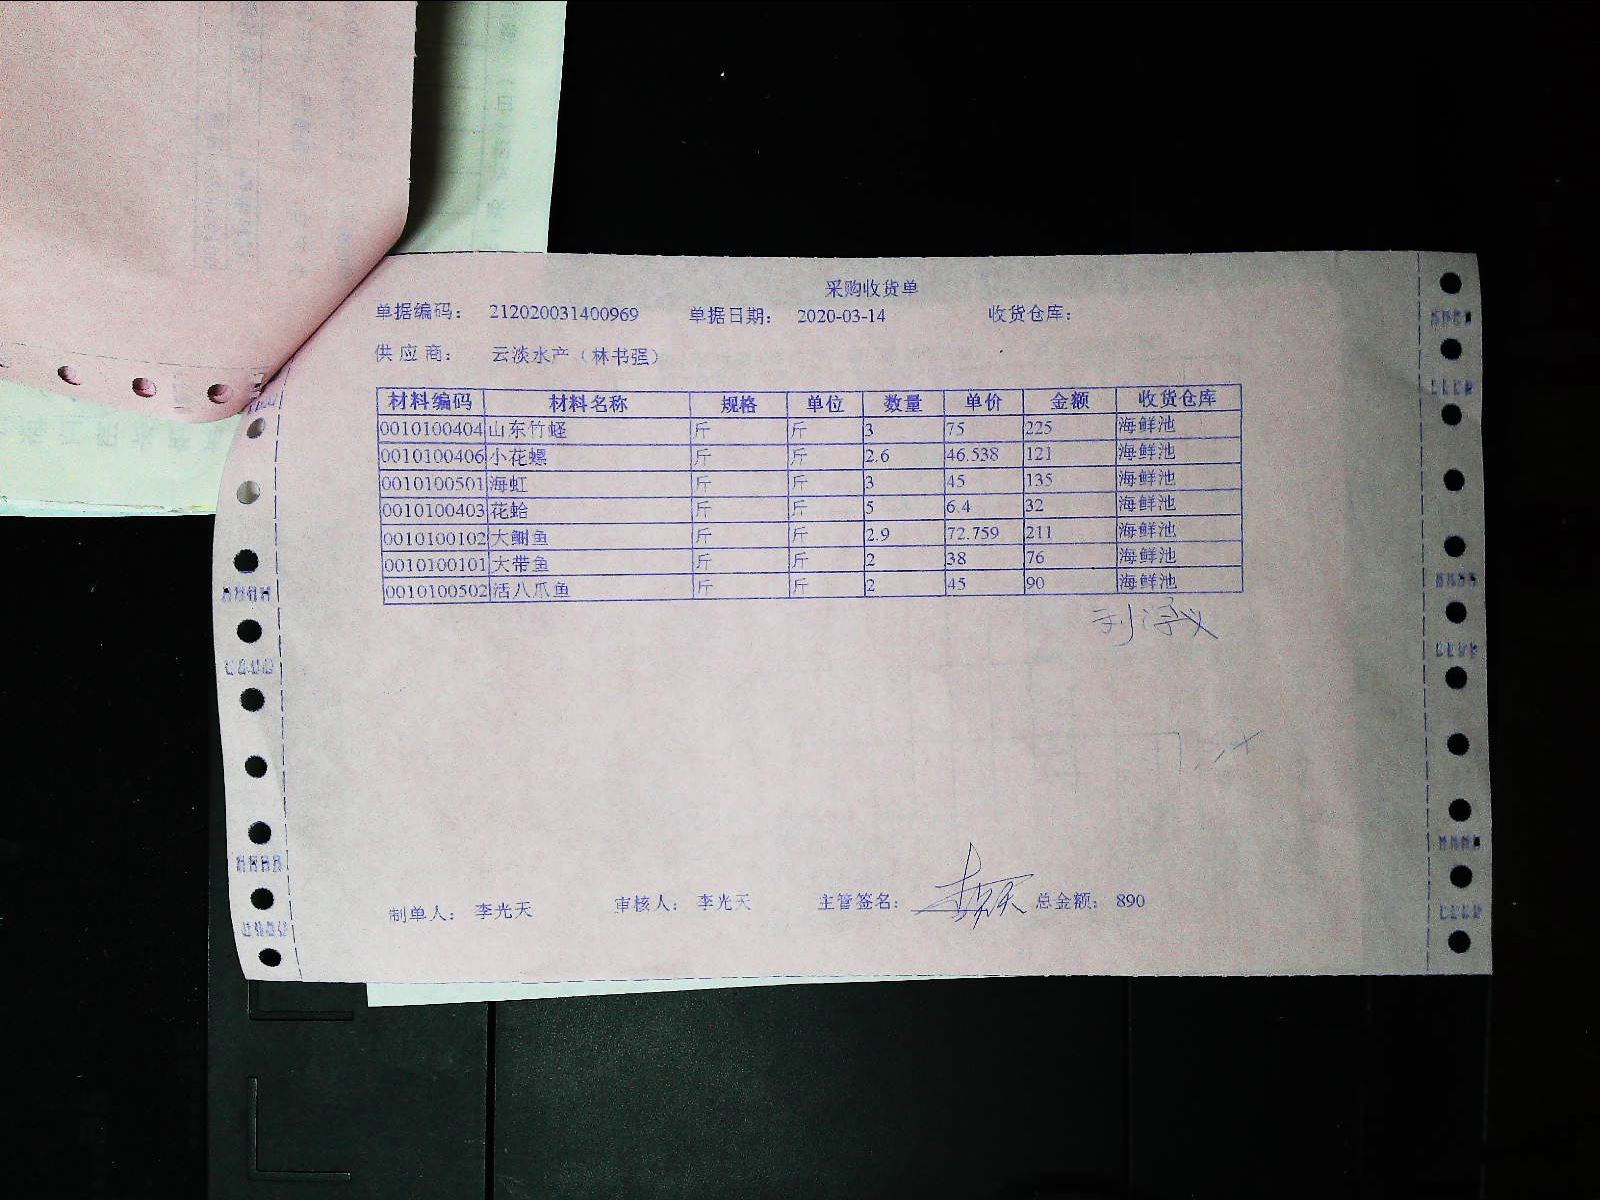 采购收货单
单据编码： 212020031400969 单据日期： 2020-03-14 收货仓库：
供应商： 云淡水产（林书强）
材料编码 材料名称 规格 单位 数量 单价 金额 收货仓库
0010100404 山东竹蛏 斤 斤 3 75 225 海鲜池
0010100406 小花螺 斤 斤 2.6 46.538 121 海鲜池
0010100501 海虹 斤 斤 3 45 135 海鲜池
0010100403 花蛤 斤 斤 5 6.4 32 海鲜池
0010100102 大鲗鱼 斤 斤 2.9 72.759 211 海鲜池
0010100101 大带鱼 斤 斤 2 38 76 海鲜池
0010100502 活八爪鱼 斤 斤 2 45 90 海鲜池
制单人： 李光天 审核人： 李光天 主管签名： 总金额： 890